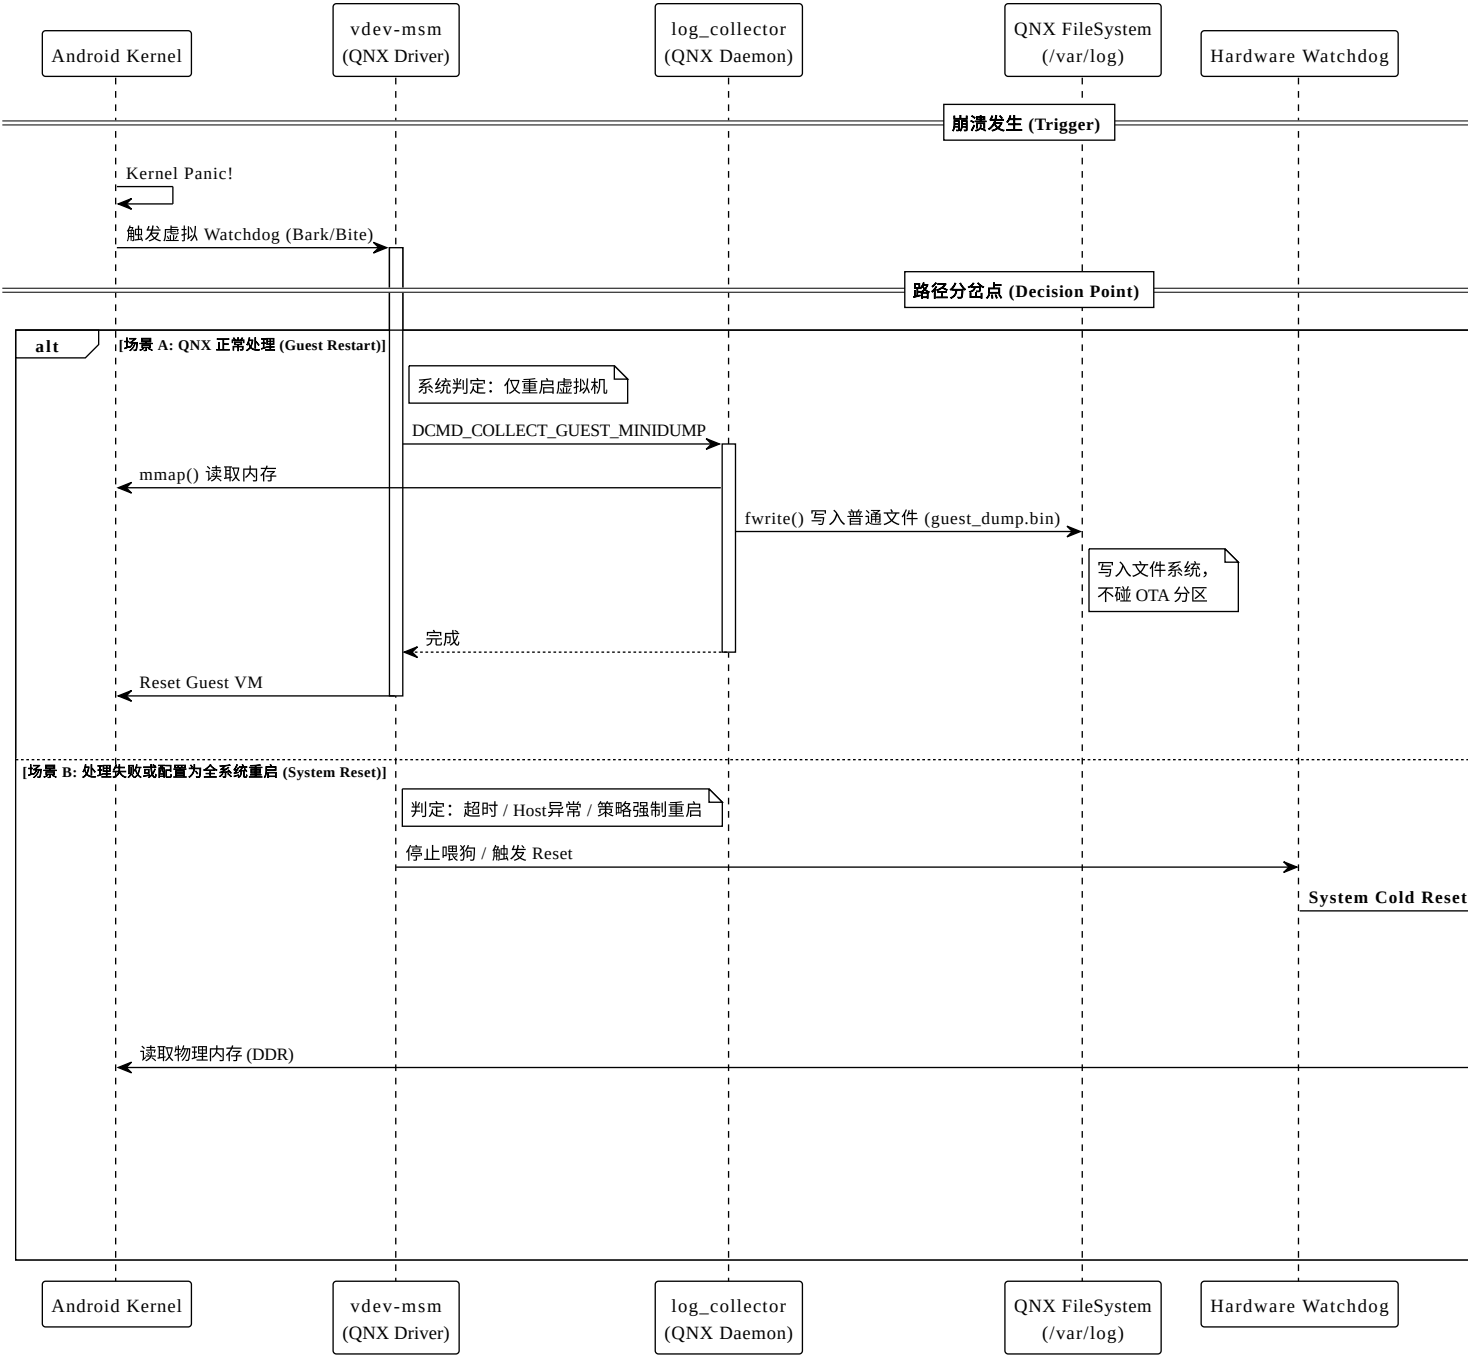 vdev-msm
log_collector
QNX FileSystem
Android Kernel
(QNX Driver)
(QNX Daemon)
(/var/log)
Hardware Watchdog
崩溃发生 (Trigger)
Kernel Panic!
触发虚拟 Watchdog (Bark/Bite)
路径分岔点 (Decision Point)
alt
[场景 A: QNX 正常处理 (Guest Restart)]
系统判定：仅重启虚拟机
DCMD_COLLECT_GUEST_MINIDUMP
mmap() 读取内存
fwrite() 写入普通文件 (guest_dump.bin)
写入文件系统，
不碰 OTA 分区
完成
Reset Guest VM
[场景 B: 处理失败或配置为全系统重启 (System Reset)]
判定：超时 / Host异常 / 策略强制重启
停止喂狗 / 触发 Reset
System Cold Reset
读取物理内存 (DDR)
Android Kernel
vdev-msm
(QNX Driver)
log_collector
(QNX Daemon)
QNX FileSystem
(/var/log)
Hardware Watchdog